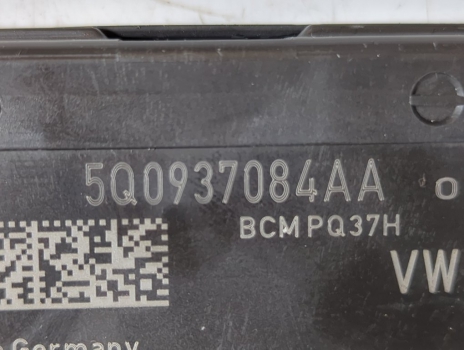 5Q0937084AA O
BCM PQ37H
VW
Germany